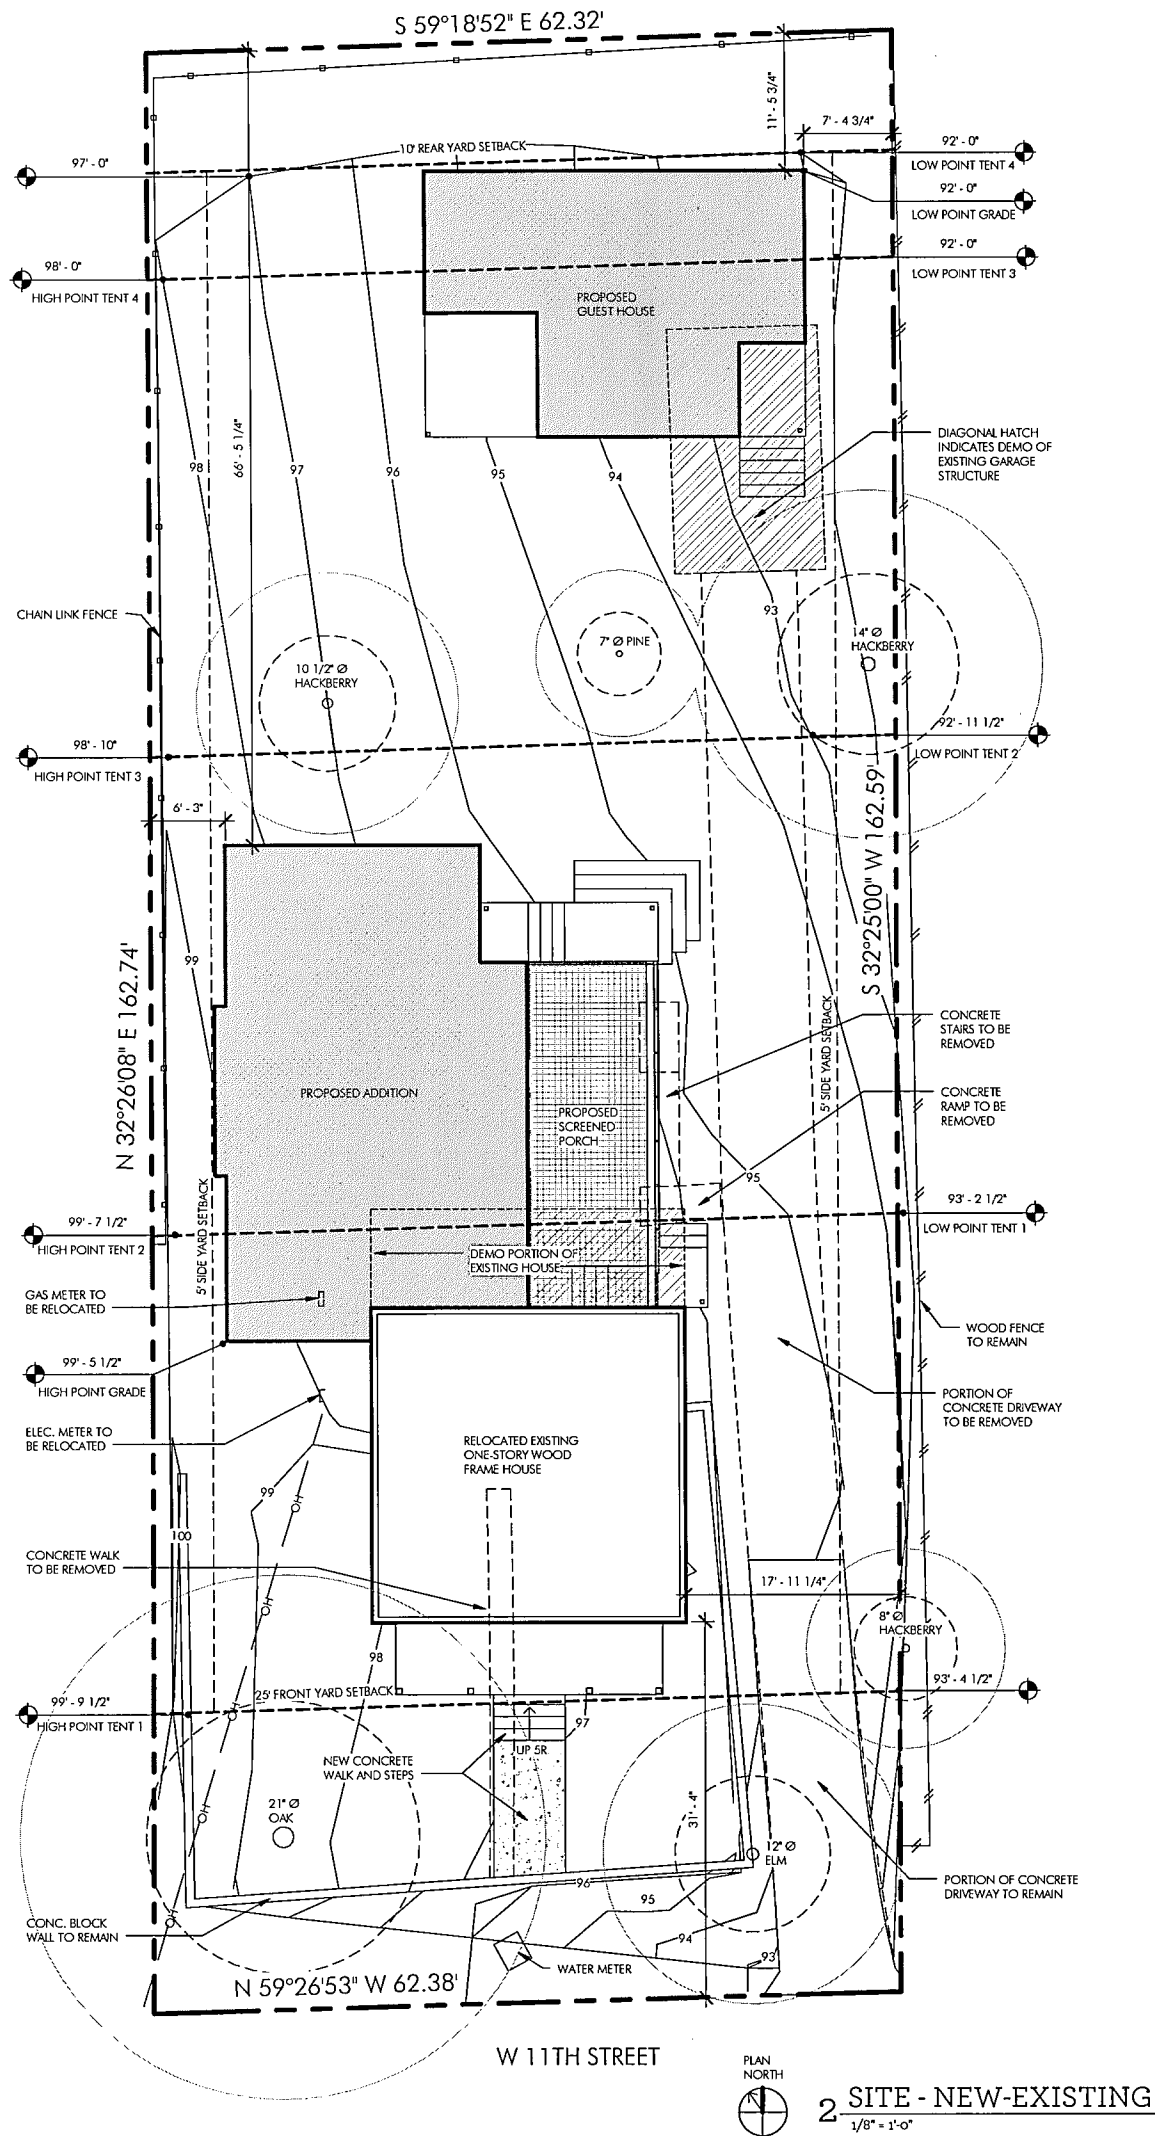 S 59°18'52" E 62.32'
11' - 5 3/4"
7' - 4 3/4"
97' - 0"
10' REAR YARD SETBACK
92' - 0"
LOW POINT TENT 4
92' - 0"
LOW POINT GRADE
98' - 0"
HIGH POINT TENT 4
92' - 0"
LOW POINT TENT 3
PROPOSED
GUEST HOUSE
66' - 5 1/4"
98
97
96
95
94
DIAGONAL HATCH
INDICATES DEMO OF
EXISTING GARAGE
STRUCTURE
CHAIN LINK FENCE
93
10 1/2" Ø
HACKBERRY
7" Ø PINE
14" Ø
HACKBERRY
98' - 10"
HIGH POINT TENT 3
92' - 11 1/2"
LOW POINT TENT 2
6' - 3"
S 32°25'00" W 162.59'
N 32°26'08" E 162.74'
99
5' SIDE YARD SETBACK
CONCRETE
STAIRS TO BE
REMOVED
PROPOSED ADDITION
PROPOSED
SCREENED
PORCH
CONCRETE
RAMP TO BE
REMOVED
95
99' - 7 1/2"
HIGH POINT TENT 2
93' - 2 1/2"
LOW POINT TENT 1
5' SIDE YARD SETBACK
DEMO PORTION OF
EXISTING HOUSE
GAS METER TO
BE RELOCATED
WOOD FENCE
TO REMAIN
99' - 5 1/2"
HIGH POINT GRADE
PORTION OF
CONCRETE DRIVEWAY
TO BE REMOVED
ELEC. METER TO
BE RELOCATED
RELOCATED EXISTING
ONE-STORY WOOD
FRAME HOUSE
99
OH
100
CONCRETE WALK
TO BE REMOVED
17' - 11 1/4"
OH
8" Ø
HACKBERRY
98
25' FRONT YARD SETBACK
93' - 4 1/2"
99' - 9 1/2"
HIGH POINT TENT 1
OH
97
UP 5R
NEW CONCRETE
WALK AND STEPS
31' - 4"
21" Ø
OAK
OH
12" Ø
ELM
96
95
PORTION OF CONCRETE
DRIVEWAY TO REMAIN
CONC. BLOCK
WALL TO REMAIN
OH
94
93
WATER METER
N 59°26'53" W 62.38'
W 11TH STREET
PLAN
NORTH
2 SITE - NEW-EXISTING
1/8" = 1'-0"